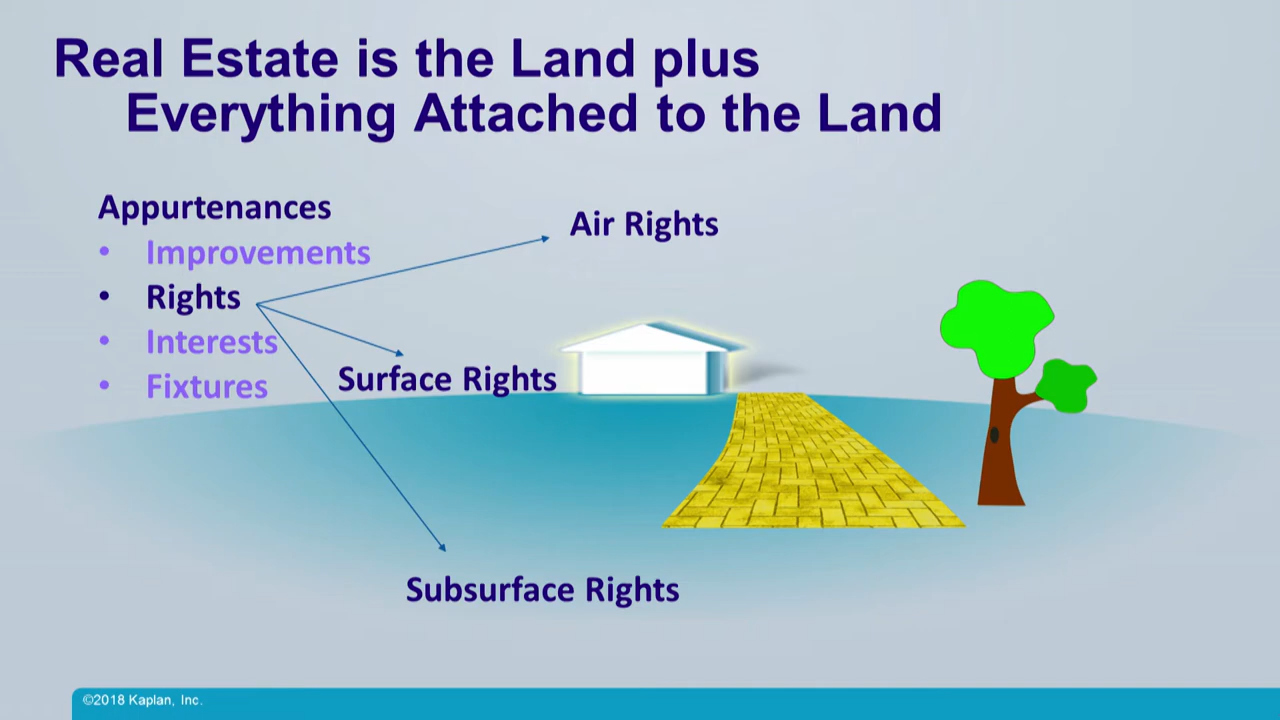 Real Estate is the Land plus
Everything Attached to the Land
Appurtenances
• Improvements
• Rights
• Interests
• Fixtures
Air Rights
Surface Rights
Subsurface Rights
©2018 Kaplan, Inc.